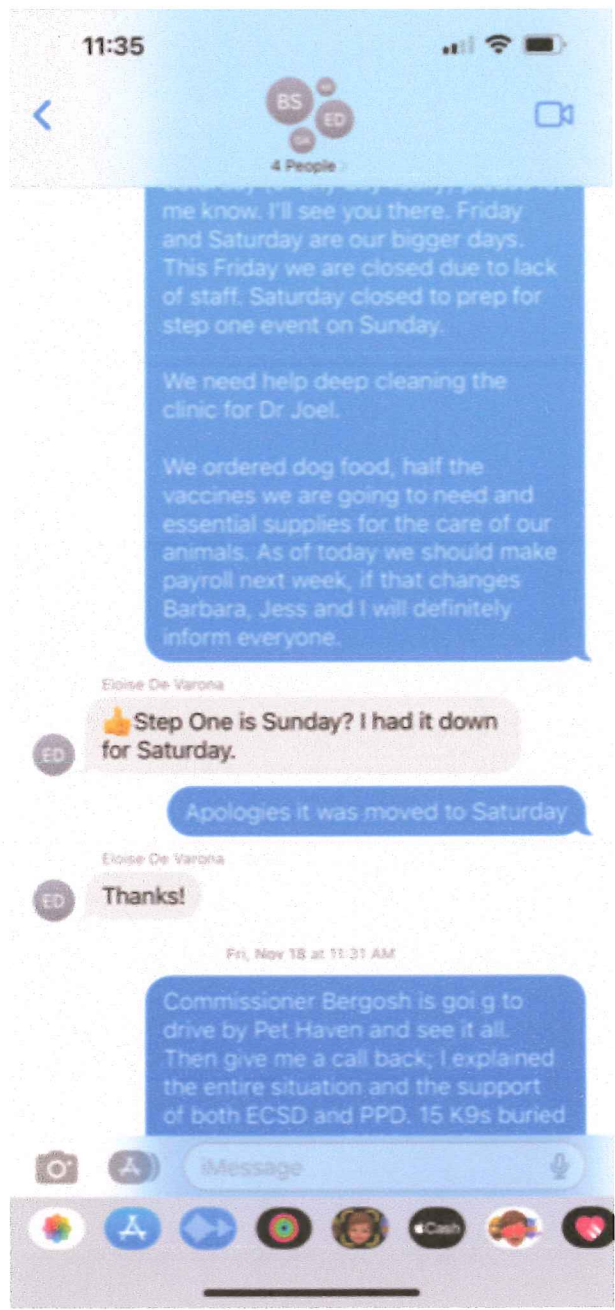 11:35
BS
ED
4 People
me know. I'll see you there. Friday
and Saturday are our bigger days.
This Friday we are closed due to lack
of staff. Saturday closed to prep for
step one event on Sunday.
We need help deep cleaning the
clinic for Dr Joel.
We ordered dog food, half the
vaccines we are going to need and
essential supplies for the care of our
animals. As of today we should make
payroll next week, if that changes
Barbara, Jess and I will definitely
inform everyone.
Eloise De Varona
👍Step One is Sunday? I had it down
for Saturday.
ED
Apologies it was moved to Saturday
Eloise De Varona
Thanks!
ED
Fri, Nov 18 at 11:31 AM
Commissioner Bergosh is goi g to
drive by Pet Haven and see it all.
Then give me a call back; I explained
the entire situation and the support
of both ECSD and PPD. 15 K9s buried
iMessage
Cash